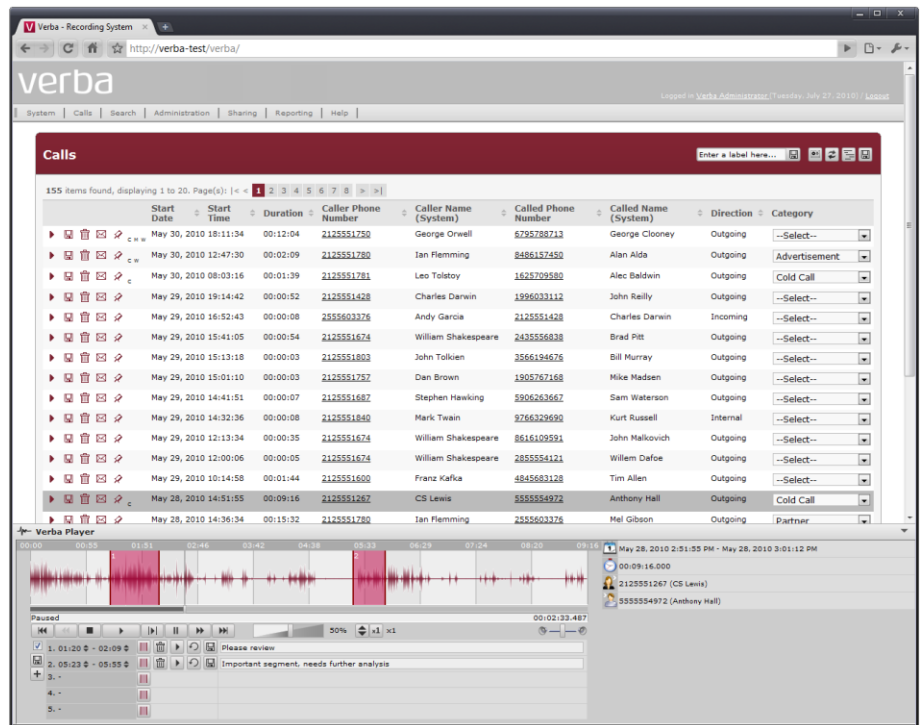 Verba - Recording System
http://verba-test/verba/
verba
Logged in Verba Administrator (Tuesday, July 27, 2010) / Logout
System | Calls | Search | Administration | Sharing | Reporting | Help |
Calls
Enter a label here...
155 items found, displaying 1 to 20. Page(s): |< < 1 2 3 4 5 6 7 8 > >|
Start Date Start Time Duration Caller Phone Number Caller Name (System) Called Phone Number Called Name (System) Direction Category
C M W May 30, 2010 18:11:34 00:12:04 2125551750 George Orwell 6795788713 George Clooney Outgoing --Select--
C W May 30, 2010 12:47:30 00:02:09 2125551780 Ian Flemming 8486157450 Alan Alda Outgoing Advertisement
C May 30, 2010 08:03:16 00:01:39 2125551781 Leo Tolstoy 1625709580 Alec Baldwin Outgoing Cold Call
May 29, 2010 19:14:42 00:00:52 2125551428 Charles Darwin 1996033112 John Reilly Outgoing --Select--
May 29, 2010 16:52:43 00:00:08 2555603376 Andy Garcia 2125551428 Charles Darwin Incoming --Select--
May 29, 2010 15:41:05 00:00:54 2125551674 William Shakespeare 2435556838 Brad Pitt Outgoing --Select--
May 29, 2010 15:13:18 00:00:03 2125551803 John Tolkien 3566194676 Bill Murray Outgoing --Select--
May 29, 2010 15:01:10 00:00:03 2125551757 Dan Brown 1905767168 Mike Madsen Outgoing --Select--
May 29, 2010 14:41:51 00:00:07 2125551687 Stephen Hawking 5906263667 Sam Waterson Outgoing --Select--
May 29, 2010 14:32:36 00:00:08 2125551840 Mark Twain 9766329690 Kurt Russell Internal --Select--
May 29, 2010 12:13:34 00:00:35 2125551674 William Shakespeare 8616109591 John Malkovich Outgoing --Select--
May 29, 2010 12:00:06 00:00:05 2125551674 William Shakespeare 2855554121 Willem Dafoe Outgoing --Select--
May 29, 2010 10:14:58 00:01:44 2125551600 Franz Kafka 4845683128 Tim Allen Outgoing --Select--
C May 28, 2010 14:51:55 00:09:16 2125551267 CS Lewis 5555554972 Anthony Hall Outgoing Cold Call
May 28, 2010 14:36:34 00:15:32 2125551780 Ian Flemming 2555603376 Mel Gibson Outgoing Partner
Verba Player
00:00 00:55 01:51 02:46 03:42 04:38 05:33 06:29 07:24 08:20 09:16
1 2
May 28, 2010 2:51:55 PM - May 28, 2010 3:01:12 PM
00:09:16.000
2125551267 (CS Lewis)
5555554972 (Anthony Hall)
Paused 00:02:33.487
50% x1 x1
1. 01:20 - 02:09 Please review
2. 05:23 - 05:55 Important segment, needs further analysis
3. -
4. -
5. -